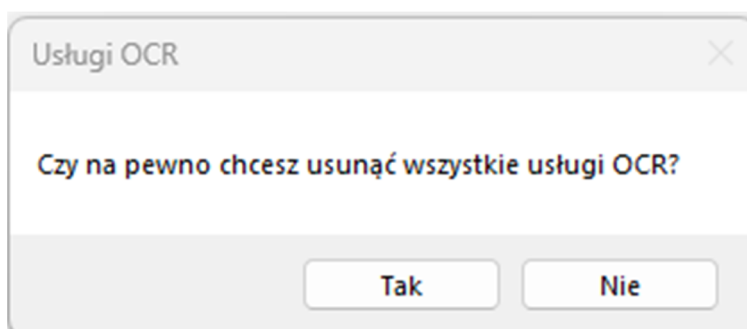 Usługi OCR
Czy na pewno chcesz usunąć wszystkie usługi OCR?
Tak
Nie